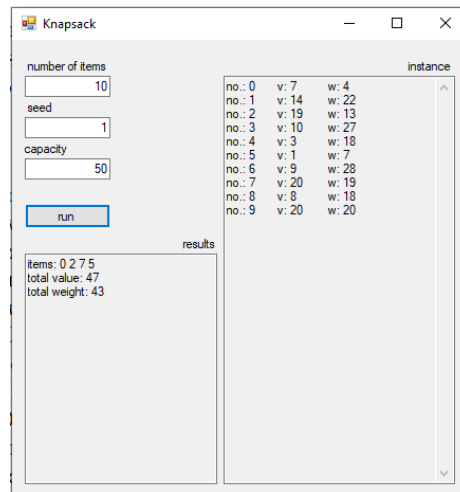 Knapsack
number of items
10
seed
1
capacity
50
run
results
items: 0 2 7 5
total value: 47
total weight: 43
instance
no.: 0 v: 7 w: 4
no.: 1 v: 14 w: 22
no.: 2 v: 19 w: 13
no.: 3 v: 10 w: 27
no.: 4 v: 3 w: 18
no.: 5 v: 1 w: 7
no.: 6 v: 9 w: 28
no.: 7 v: 20 w: 19
no.: 8 v: 8 w: 18
no.: 9 v: 20 w: 20